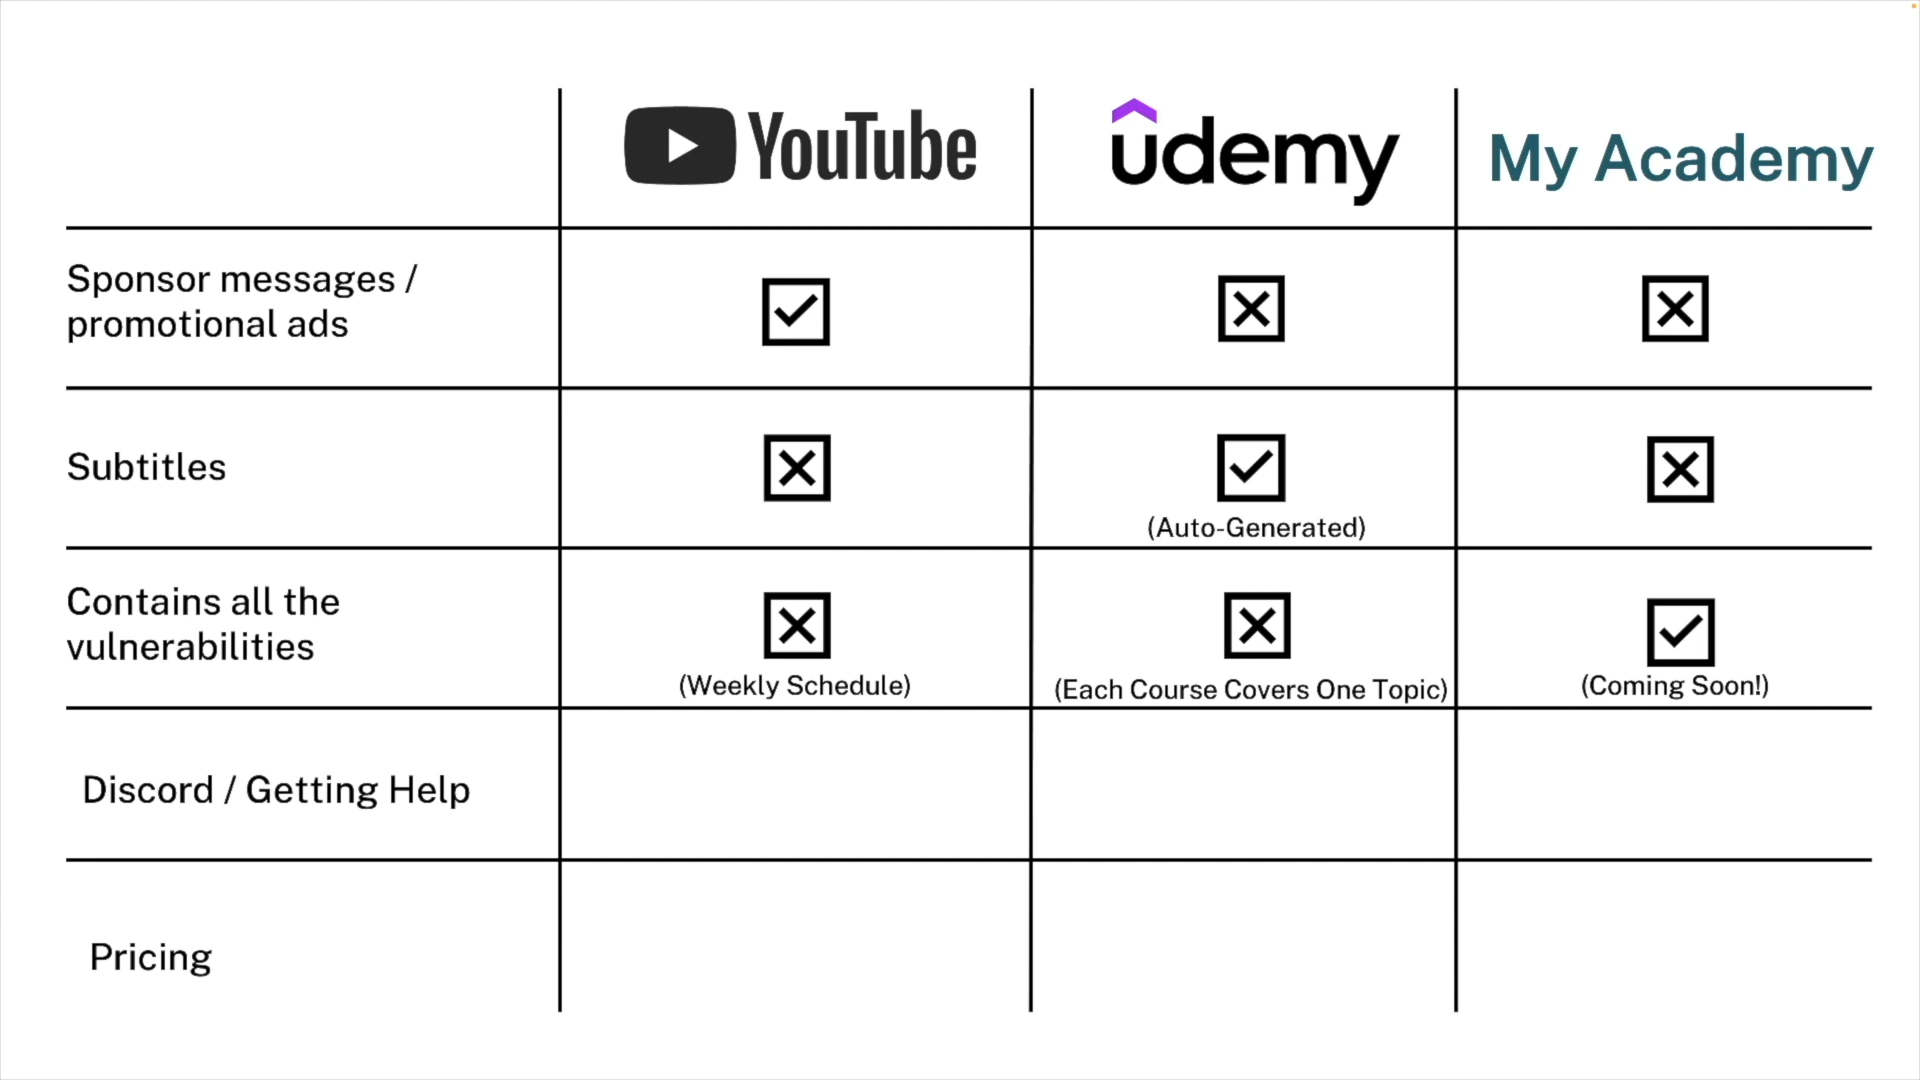 YouTube
udemy
My Academy
Sponsor messages /
promotional ads
Subtitles
(Auto-Generated)
Contains all the
vulnerabilities
(Weekly Schedule)
(Each Course Covers One Topic)
(Coming Soon!)
Discord / Getting Help
Pricing